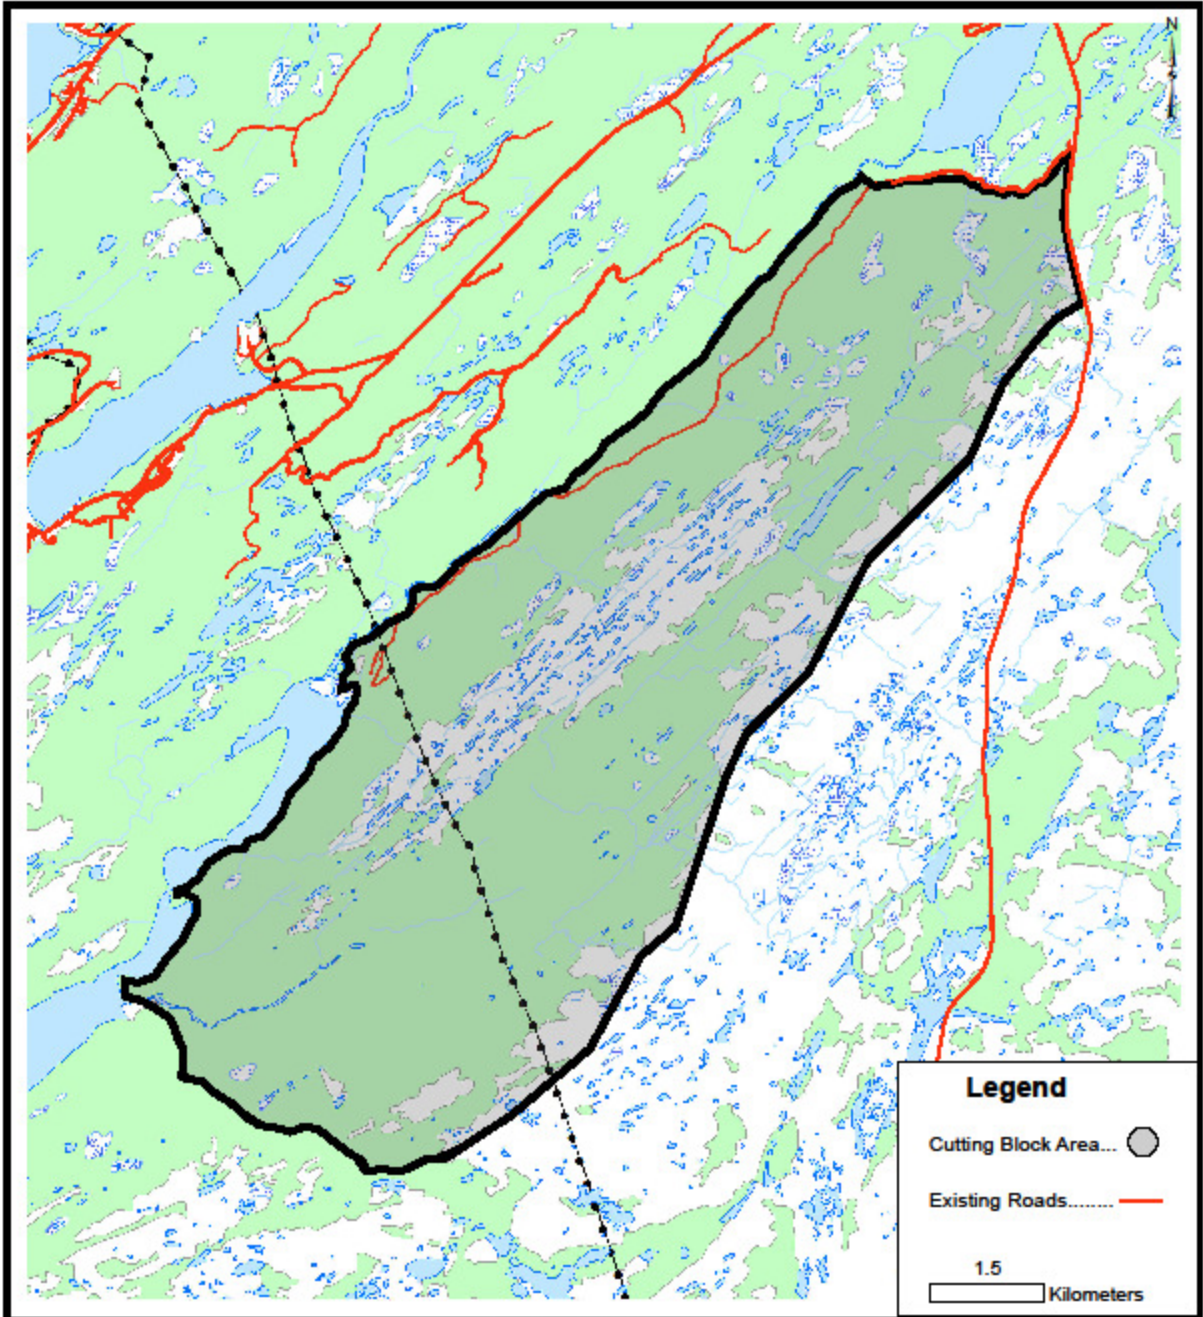 N
Legend
Cutting Block Area...
Existing Roads........
1.5
Kilometers